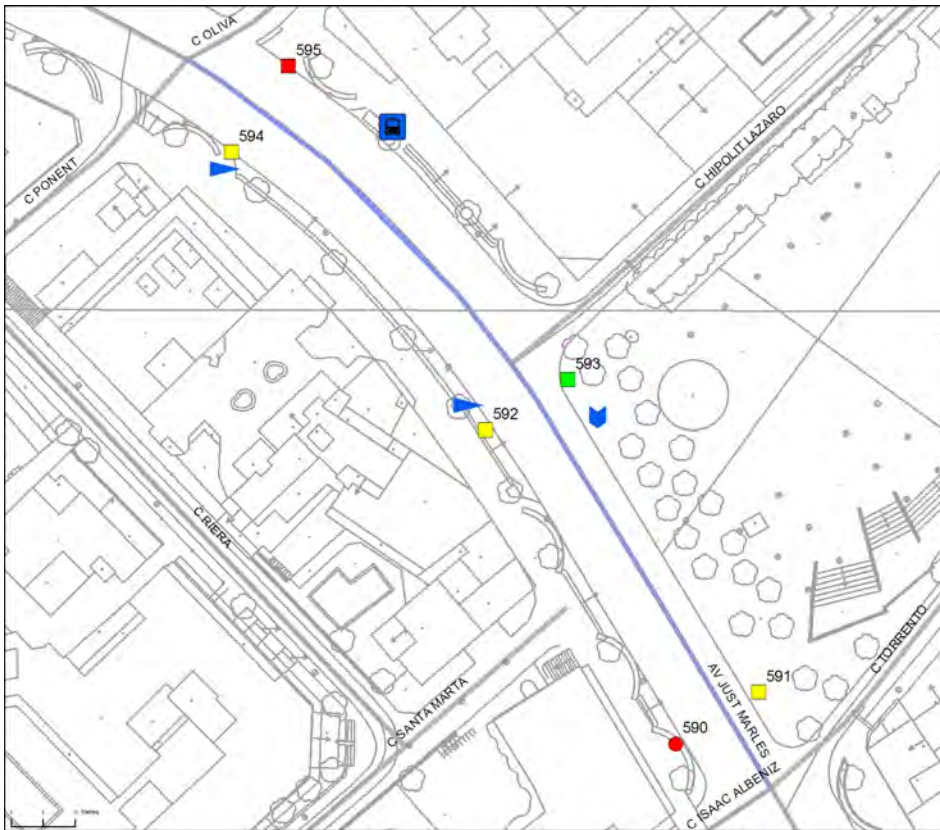 C OLIVA
595
594
C PONENT
C HIPOLIT LAZARO
593
592
C RIERA
C SANTA MARTA
591
C TORRENTO
AV JUST MARLES
590
C ISAAC ALBENIZ